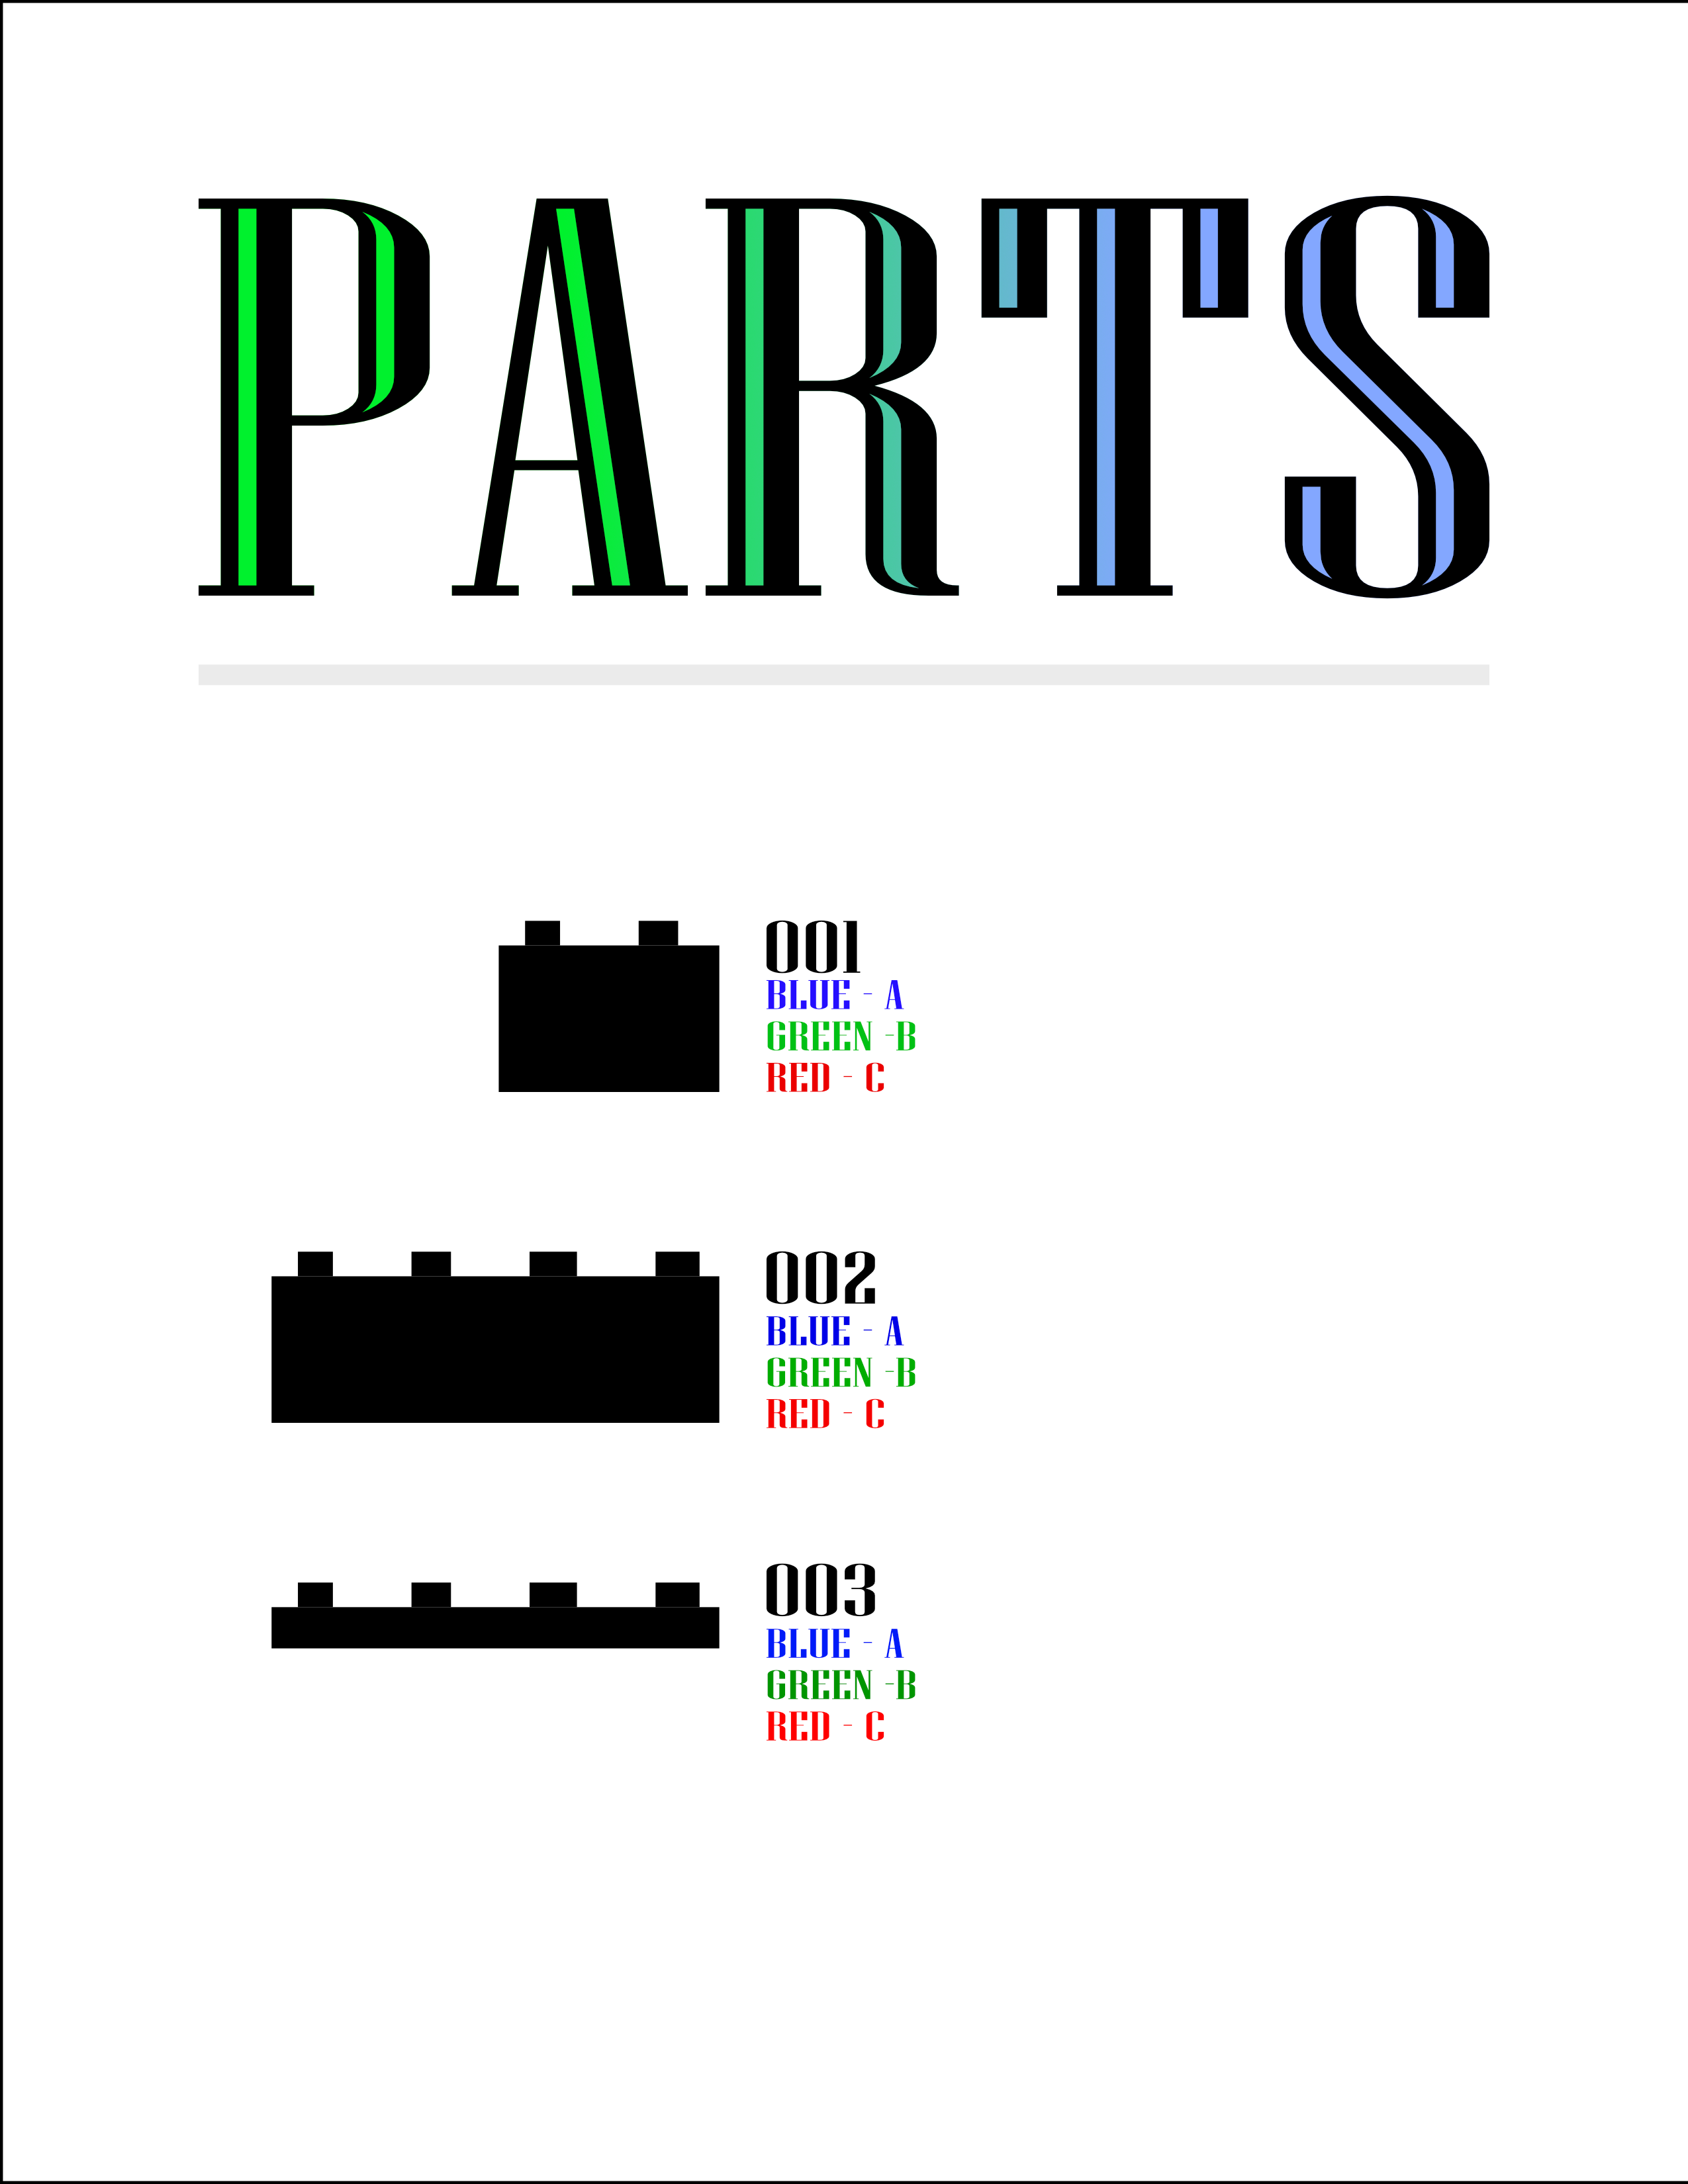 PARTS
001
BLUE - A
GREEN -B
RED - C
002
BLUE - A
GREEN -B
RED - C
003
BLUE - A
GREEN -B
RED - C